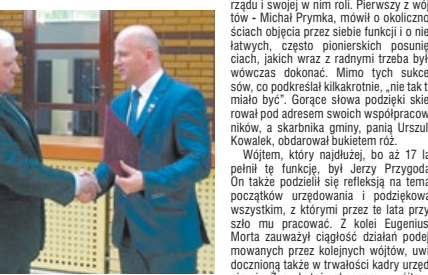 rządu i swojej w nim roli. Pierwszy z wój
tów - Michał Prymka, mówił o okoliczno
ściach objęcia przez siebie funkcji i o nie
łatwych, często pionierskich posunię
ciach, jakich wraz z radnymi trzeba był
wówczas dokonać. Mimo tych sukce
sów, co podkreślał kilkakrotnie, „nie tak t
miało być”. Gorące słowa podzięki skie
rował pod adresem swoich współpracow
ników, a skarbnika gminy, panią Urszul
Kowalek, obdarował bukietem róż.
Wójtem, który najdłużej, bo aż 17 la
pełnił tę funkcję, był Jerzy Przygoda
On także podzielił się refleksją na tema
początków urzędowania i podziękowa
wszystkim, z którymi przez te lata przy
szło mu pracować. Z kolei Eugenius
Morta zauważył ciągłość działań podej
mowanych przez kolejnych wójtów, uwi
docznioną także w trwałości kadry urzęd